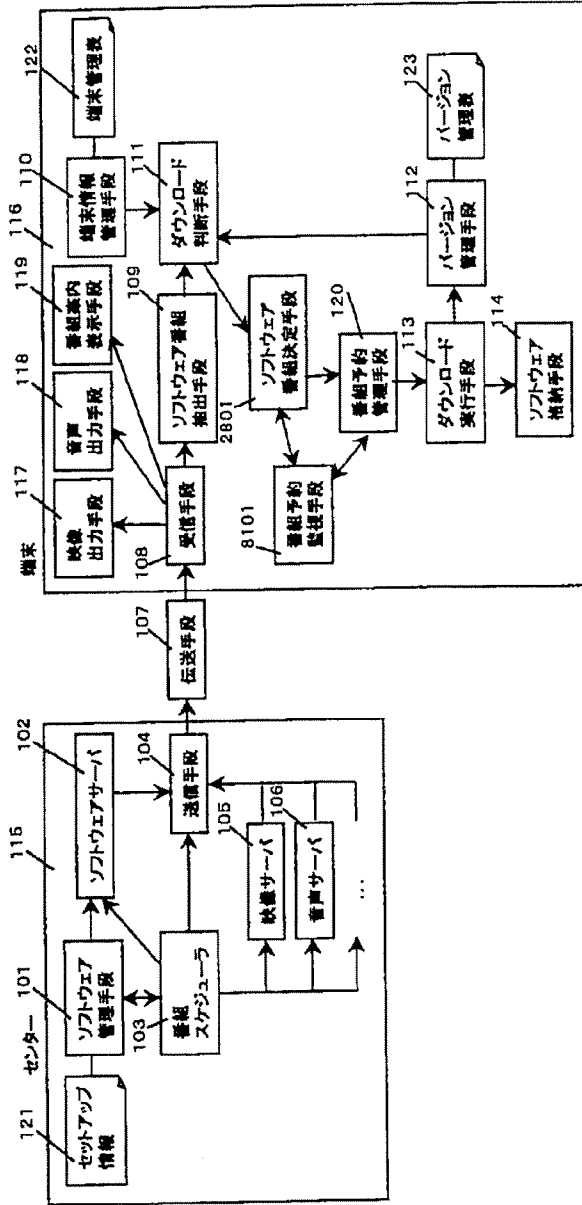 センター
115
121
セットアップ
情報
101
ソフトウェア
管理手段
102
ソフトウェアサーバ
103
番組
スケジューラ
104
送信手段
105
映像サーバ
106
音声サーバ
…
107
伝送手段
端末
116
117
映像
出力手段
118
音声
出力手段
119
番組案内
表示手段
110
端末情報
管理手段
122
端末管理表
108
受信手段
109
ソフトウェア番組
抽出手段
111
ダウンロード
判断手段
2801
ソフトウェア
番組決定手段
8101
番組予約
監視手段
120
番組予約
管理手段
113
ダウンロード
実行手段
112
バージョン
管理手段
123
バージョン
管理表
114
ソフトウェア
格納手段